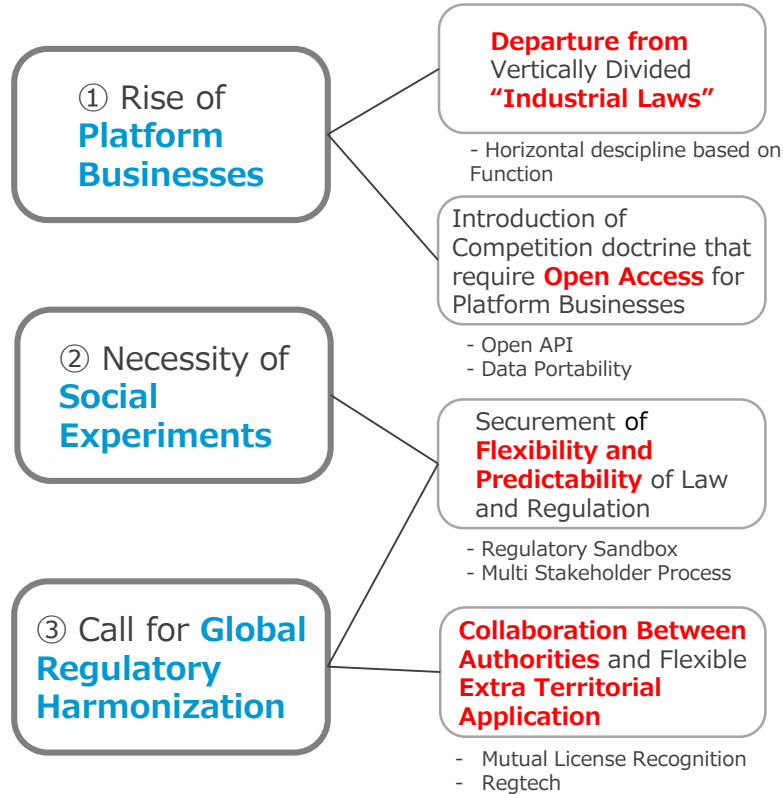 ① Rise of
Platform
Businesses
Departure from
Vertically Divided
“Industrial Laws”
- Horizontal descipline based on
Function
Introduction of
Competition doctrine that
require Open Access for
Platform Businesses
- Open API
- Data Portability
② Necessity of
Social
Experiments
Securement of
Flexibility and
Predictability of Law
and Regulation
- Regulatory Sandbox
- Multi Stakeholder Process
③ Call for Global
Regulatory
Harmonization
Collaboration Between
Authorities and Flexible
Extra Territorial
Application
- Mutual License Recognition
- Regtech